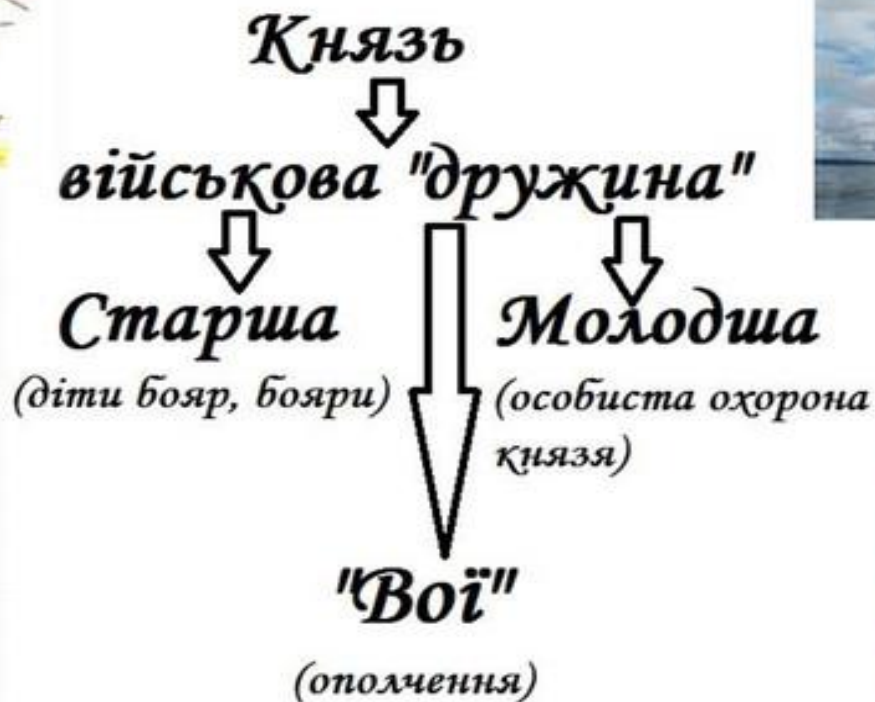 Князь
військова "дружина"
Старша
(діти бояр, бояри)
Молодша
(особиста охорона
князя)
"Вої"
(ополчення)